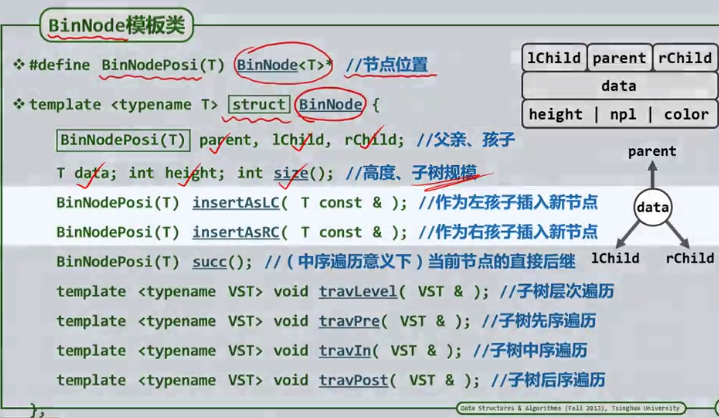 BinNode模板类
❖ #define BinNodePosi(T) BinNode<T>* //节点位置
❖ template <typename T> struct BinNode {
BinNodePosi(T) parent, lChild, rChild; //父亲、孩子
T data; int height; int size(); //高度、子树规模
BinNodePosi(T) insertAsLC( T const & ); //作为左孩子插入新节点
BinNodePosi(T) insertAsRC( T const & ); //作为右孩子插入新节点
BinNodePosi(T) succ(); //（中序遍历意义下）当前节点的直接后继
template <typename VST> void travLevel( VST & ); //子树层次遍历
template <typename VST> void travPre( VST & ); //子树先序遍历
template <typename VST> void travIn( VST & ); //子树中序遍历
template <typename VST> void travPost( VST & ); //子树后序遍历
};
lChild parent rChild
data
height | npl | color
parent
data
lChild rChild
Data Structures & Algorithms (Fall 2013), Tsinghua University